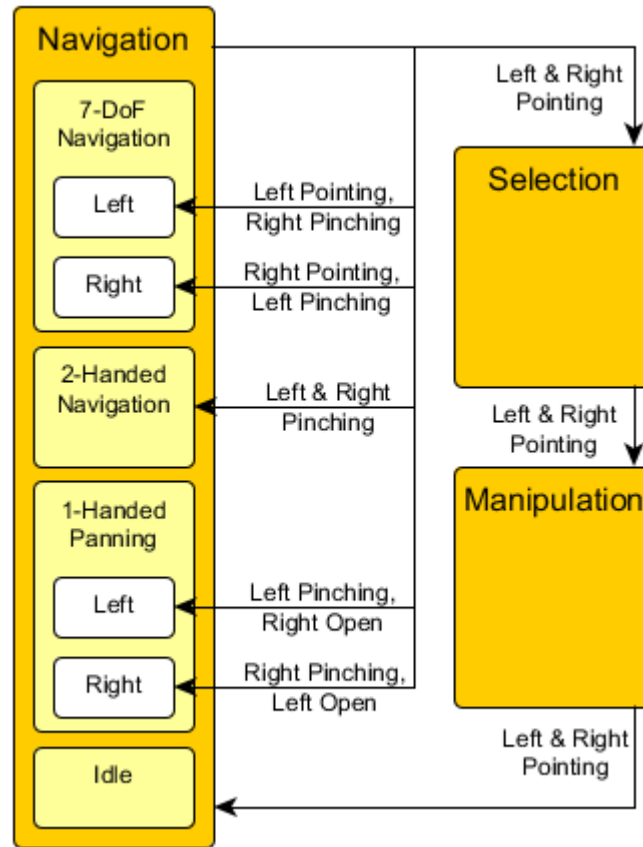 Navigation
7-DoF
Navigation
Left
Right
2-Handed
Navigation
1-Handed
Panning
Left
Right
Idle
Left Pointing,
Right Pinching
Right Pointing,
Left Pinching
Left & Right
Pinching
Left Pinching,
Right Open
Right Pinching,
Left Open
Left & Right
Pointing
Selection
Left & Right
Pointing
Manipulation
Left & Right
Pointing